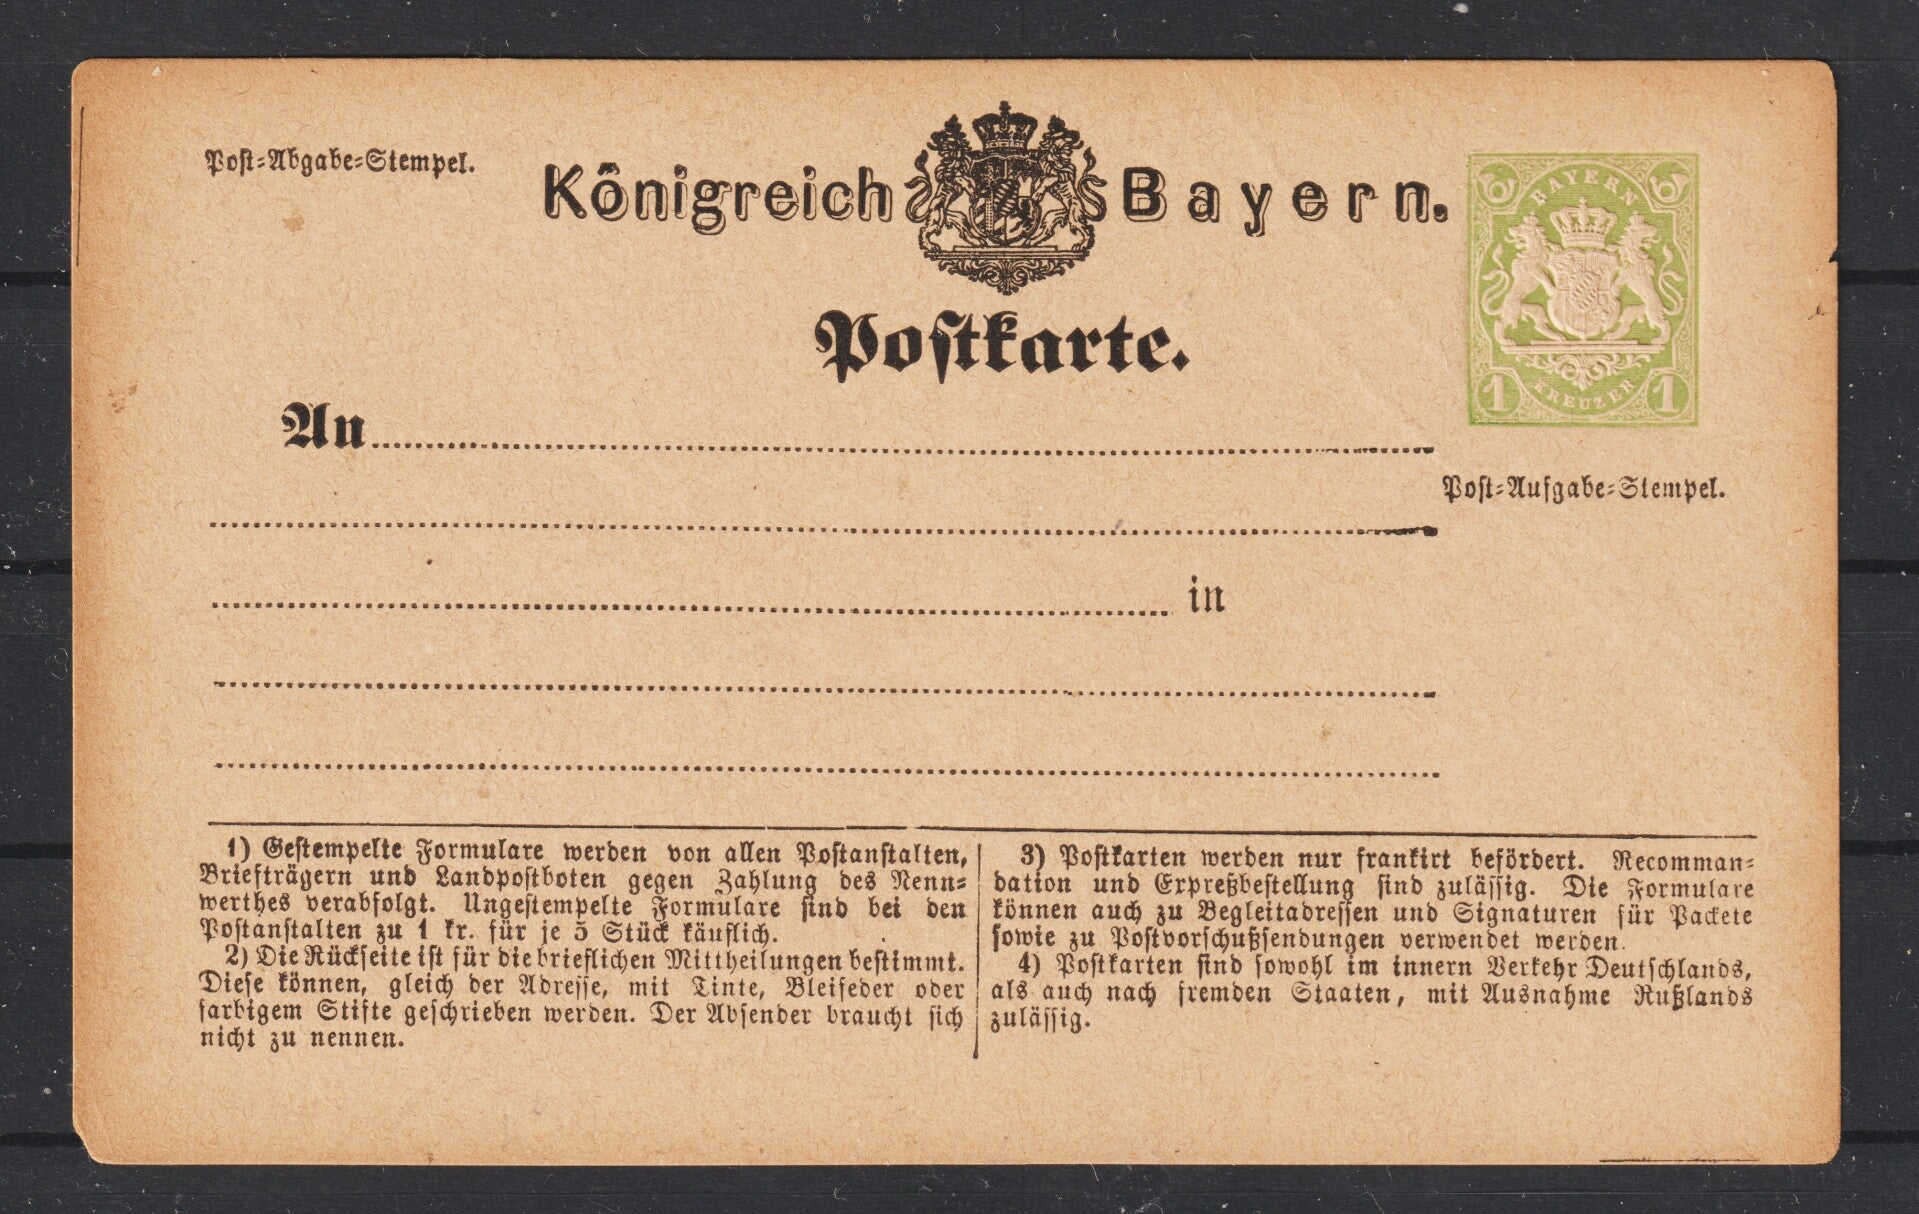 Post-Abgabe-Stempel.
Königreich Bayern.
BAYERN
1 KREUZER 1
Postkarte.
An
Post-Aufgabe-Stempel.
in
1) Gestempelte Formulare werden von allen Postanstalten,
Briefträgern und Landpostboten gegen Zahlung des Nenn-
werthes verabfolgt. Ungestempelte Formulare sind bei den
Postanstalten zu 1 kr. für je 5 Stück käuflich.
2) Die Rückseite ist für die brieflichen Mittheilungen bestimmt.
Diese können, gleich der Adresse, mit Tinte, Bleifeder oder
farbigem Stifte geschrieben werden. Der Absender braucht sich
nicht zu nennen.
3) Postkarten werden nur frankirt befördert. Recomman-
dation und Expreßbestellung sind zulässig. Die Formulare
können auch zu Begleitadressen und Signaturen für Packete
sowie zu Postvorschußsendungen verwendet werden.
4) Postkarten sind sowohl im innern Verkehr Deutschlands,
als auch nach fremden Staaten, mit Ausnahme Rußlands
zulässig.